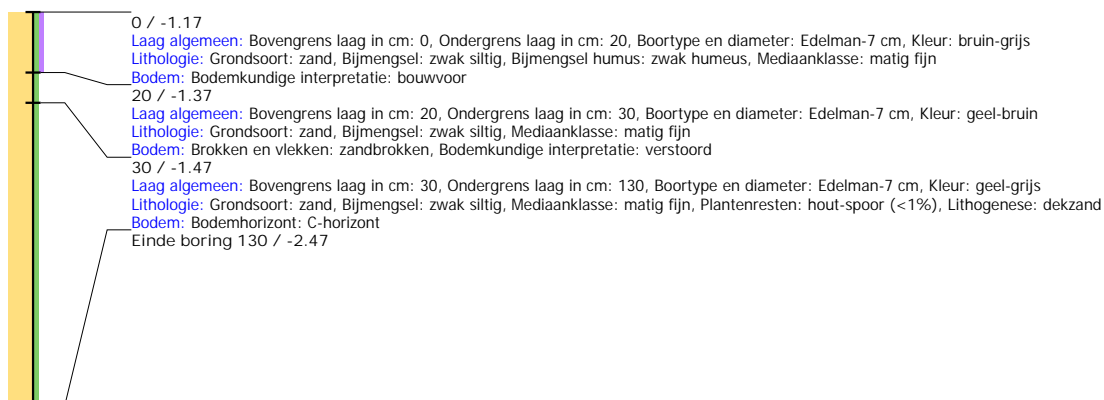 0 / -1.17
Laag algemeen: Bovengrens laag in cm: 0, Ondergrens laag in cm: 20, Boortype en diameter: Edelman-7 cm, Kleur: bruin-grijs
Lithologie: Grondsoort: zand, Bijmengsel: zwak siltig, Bijmengsel humus: zwak humeus, Mediaanklasse: matig fijn
Bodem: Bodemkundige interpretatie: bouwvoor
20 / -1.37
Laag algemeen: Bovengrens laag in cm: 20, Ondergrens laag in cm: 30, Boortype en diameter: Edelman-7 cm, Kleur: geel-bruin
Lithologie: Grondsoort: zand, Bijmengsel: zwak siltig, Mediaanklasse: matig fijn
Bodem: Brokken en vlekken: zandbrokken, Bodemkundige interpretatie: verstoord
30 / -1.47
Laag algemeen: Bovengrens laag in cm: 30, Ondergrens laag in cm: 130, Boortype en diameter: Edelman-7 cm, Kleur: geel-grijs
Lithologie: Grondsoort: zand, Bijmengsel: zwak siltig, Mediaanklasse: matig fijn, Plantenresten: hout-spoor (<1%), Lithogenese: dekzand
Bodem: Bodemhorizont: C-horizont
Einde boring 130 / -2.47